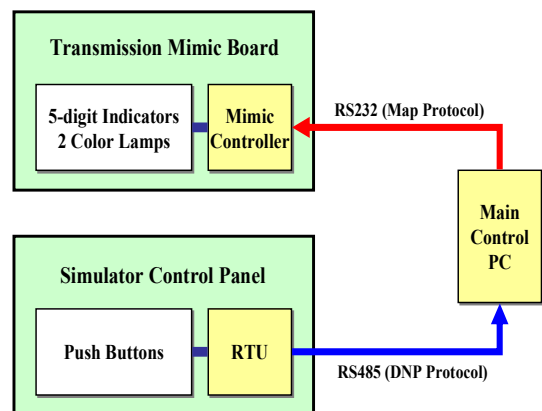 Transmission Mimic Board
5-digit Indicators
2 Color Lamps
Mimic
Controller
RS232 (Map Protocol)
Main
Control
PC
Simulator Control Panel
Push Buttons
RTU
RS485 (DNP Protocol)